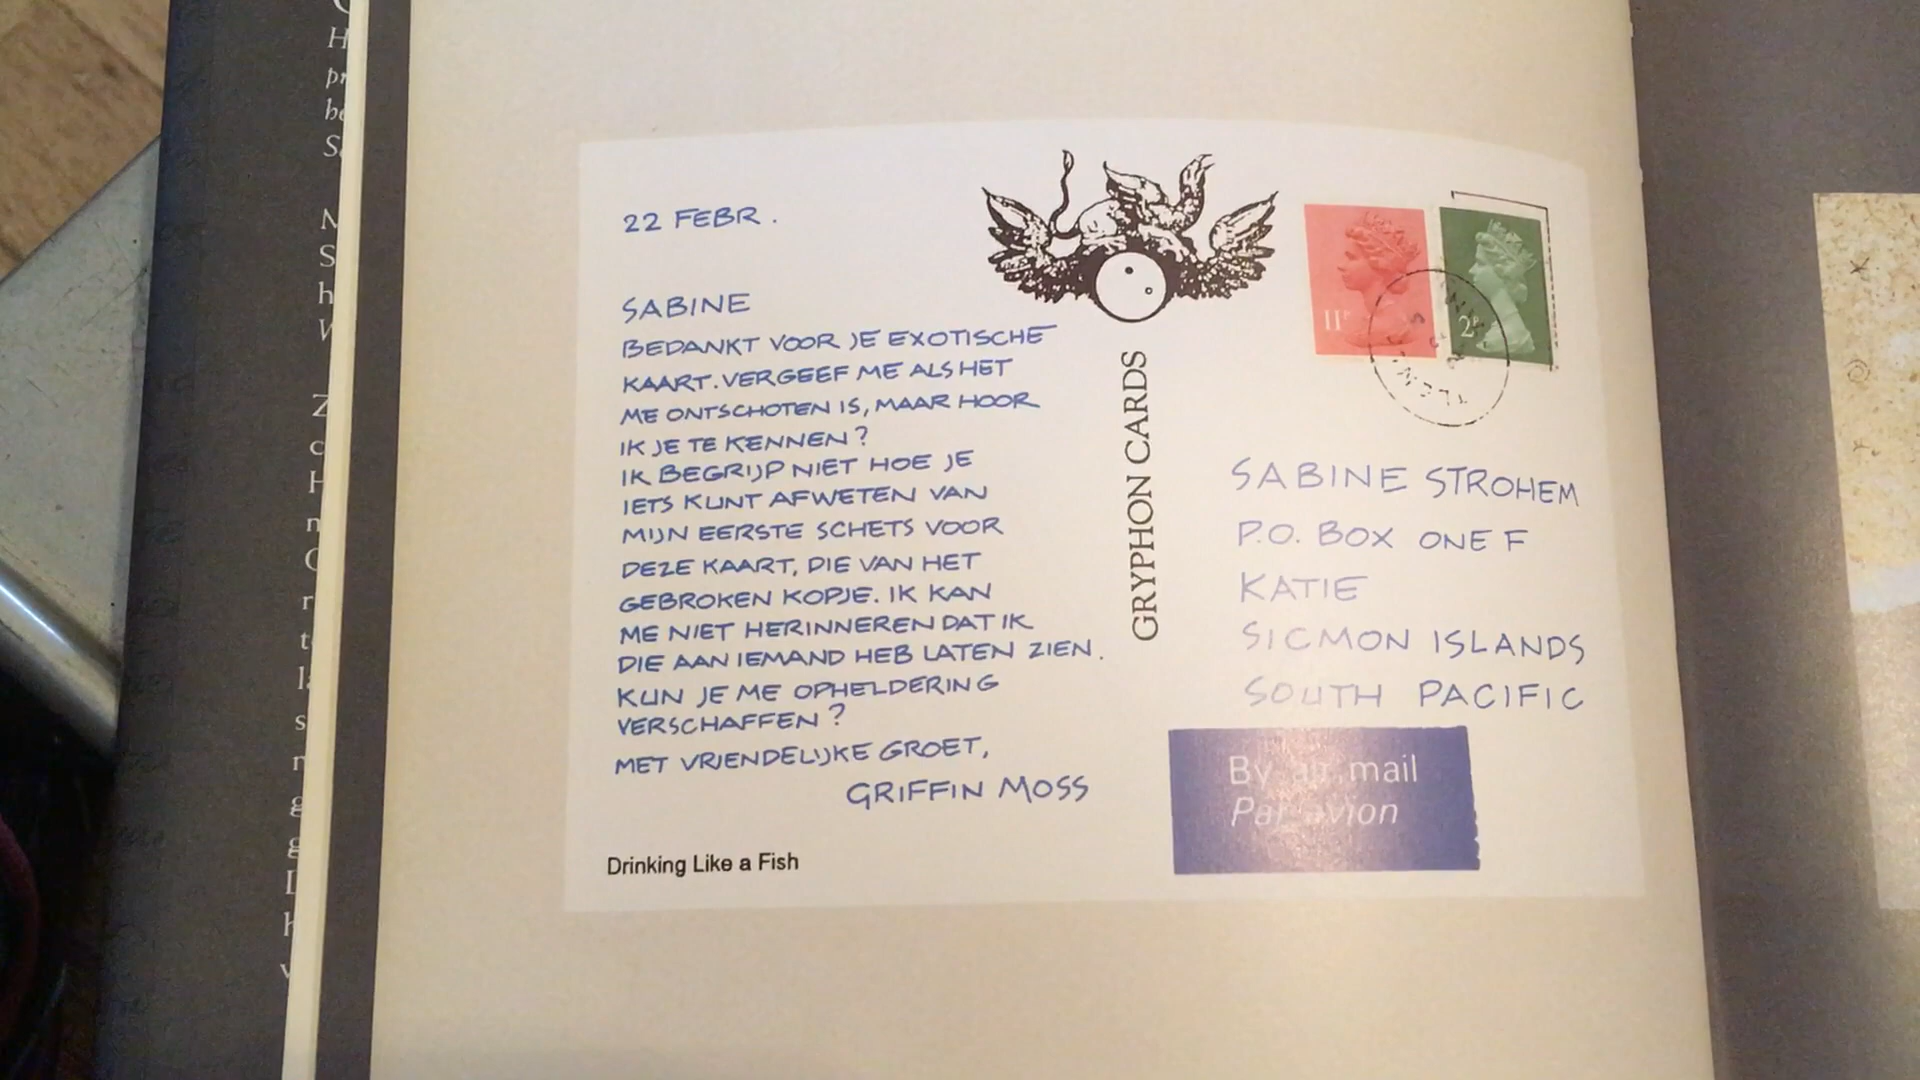 22 FEBR.
SABINE
BEDANKT VOOR JE EXOTISCHE
KAART. VERGEEF ME ALS HET
ME ONTSCHOTEN IS, MAAR HOOR
IK JE TE KENNEN?
IK BEGRIJP NIET HOE JE
IETS KUNT AFWETEN VAN
MIJN EERSTE SCHETS VOOR
DEZE KAART, DIE VAN HET
GEBROKEN KOPJE. IK KAN
ME NIET HERINNEREN DAT IK
DIE AAN IEMAND HEB LATEN ZIEN.
KUN JE ME OPHELDERING
VERSCHAFFEN?
MET VRIENDELIJKE GROET,
GRIFFIN MOSS
Drinking Like a Fish
GRYPHON CARDS
11P
2P
SABINE STROHEM
P.O. BOX ONE F
KATIE
SICMON ISLANDS
SOUTH PACIFIC
By air mail
Par avion